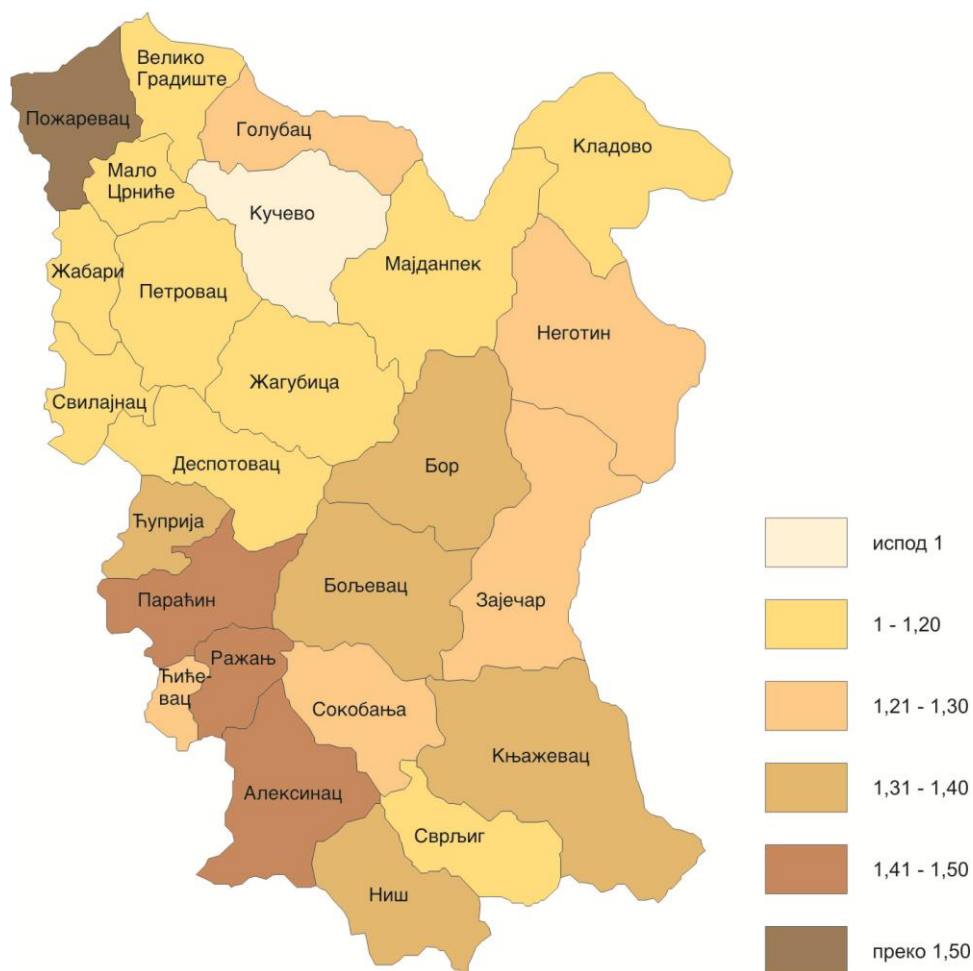 Велико
Градиште
Пожаревац
Голубац
Кладово
Мало
Црниће
Кучево
Жабари
Петровац
Мајданпек
Неготин
Жагубица
Свилајнац
Деспотовац
Бор
Ћуприја
Бољевац
Зајечар
Параћин
Ражањ
Ћиће-
вац
Сокобања
Књажевац
Алексинац
Сврљиг
Ниш
испод 1
1 - 1,20
1,21 - 1,30
1,31 - 1,40
1,41 - 1,50
преко 1,50